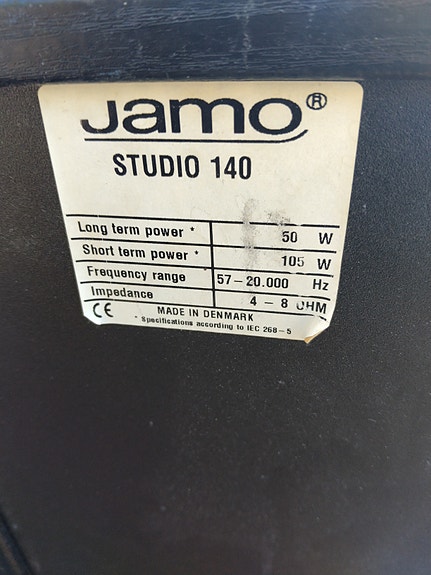 Jamo®
STUDIO 140
Long term power * 50 W
Short term power * 105 W
Frequency range 57–20.000 Hz
Impedance 4 – 8 OHM
CE MADE IN DENMARK
* Specifications according to IEC 268–5